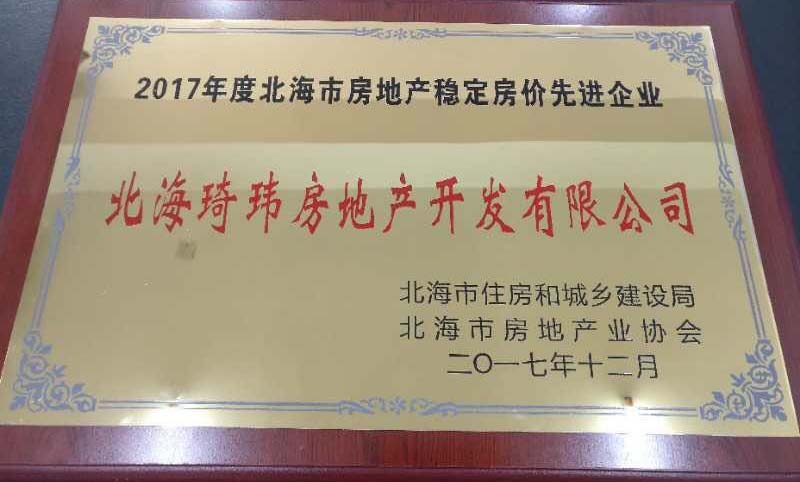 2017年度北海市房地产稳定房价先进企业
北海琦玮房地产开发有限公司
北海市住房和城乡建设局
北海市房地产业协会
二〇一七年十二月